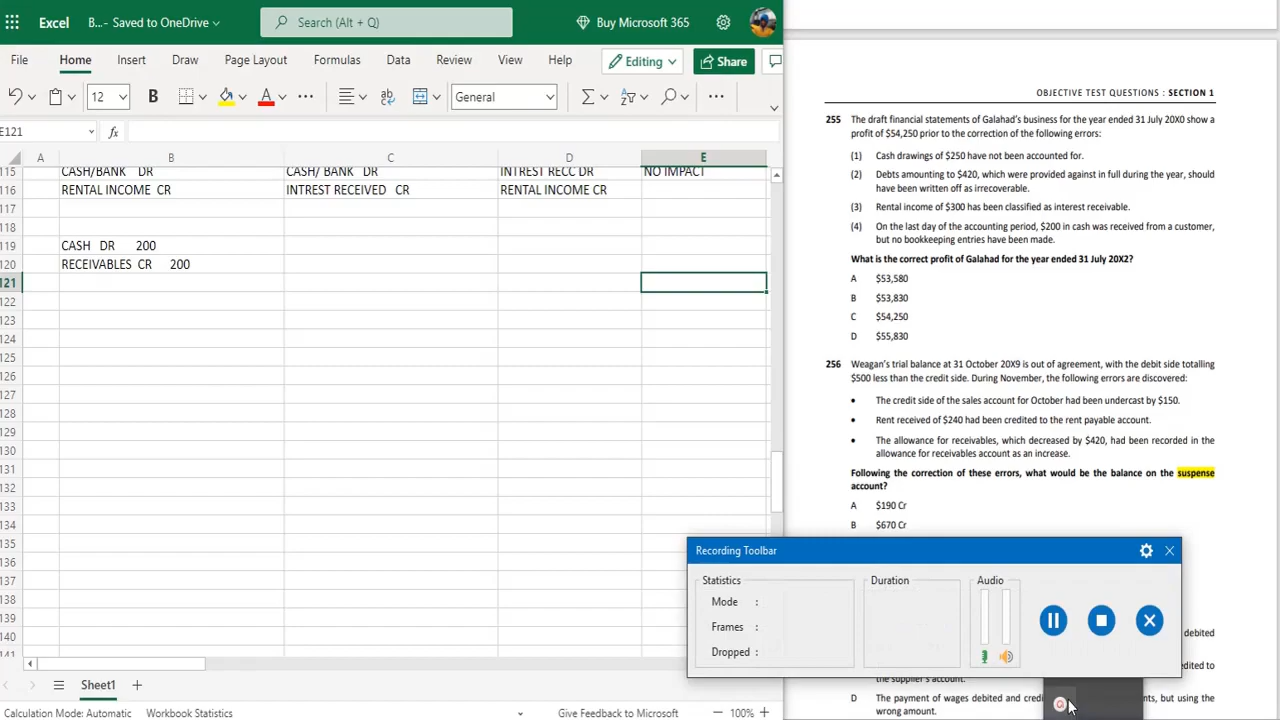 Excel
B... - Saved to OneDrive
Search (Alt + Q)
Buy Microsoft 365
File
Home
Insert
Draw
Page Layout
Formulas
Data
Review
View
Help
Editing
Share
12
B
A
General
E121
fx
A
B
C
D
E
115
CASH/BANK DR
CASH/ BANK DR
INTREST RECC DR
NO IMPACT
116
RENTAL INCOME CR
INTREST RECEIVED CR
RENTAL INCOME CR
117
118
119
CASH DR 200
120
RECEIVABLES CR 200
121
122
123
124
125
126
127
128
129
130
131
132
133
134
135
136
137
138
139
140
141
Sheet1
Calculation Mode: Automatic
Workbook Statistics
Give Feedback to Microsoft
100%
OBJECTIVE TEST QUESTIONS : SECTION 1
255 The draft financial statements of Galahad's business for the year ended 31 July 20X0 show a
profit of $54,250 prior to the correction of the following errors:
(1) Cash drawings of $250 have not been accounted for.
(2) Debts amounting to $420, which were provided against in full during the year, should
have been written off as irrecoverable.
(3) Rental income of $300 has been classified as interest receivable.
(4) On the last day of the accounting period, $200 in cash was received from a customer,
but no bookkeeping entries have been made.
What is the correct profit of Galahad for the year ended 31 July 20X2?
A $53,580
B $53,830
C $54,250
D $55,830
256 Weagan's trial balance at 31 October 20X9 is out of agreement, with the debit side totalling
$500 less than the credit side. During November, the following errors are discovered:
• The credit side of the sales account for October had been undercast by $150.
• Rent received of $240 had been credited to the rent payable account.
• The allowance for receivables, which decreased by $420, had been recorded in the
allowance for receivables account as an increase.
Following the correction of these errors, what would be the balance on the suspense
account?
A $190 Cr
B $670 Cr
Recording Toolbar
Statistics
Mode :
Frames :
Dropped :
Duration
Audio
debited
edited to
the supplier's account.
D The payment of wages debited and credi nts, but using the
wrong amount.